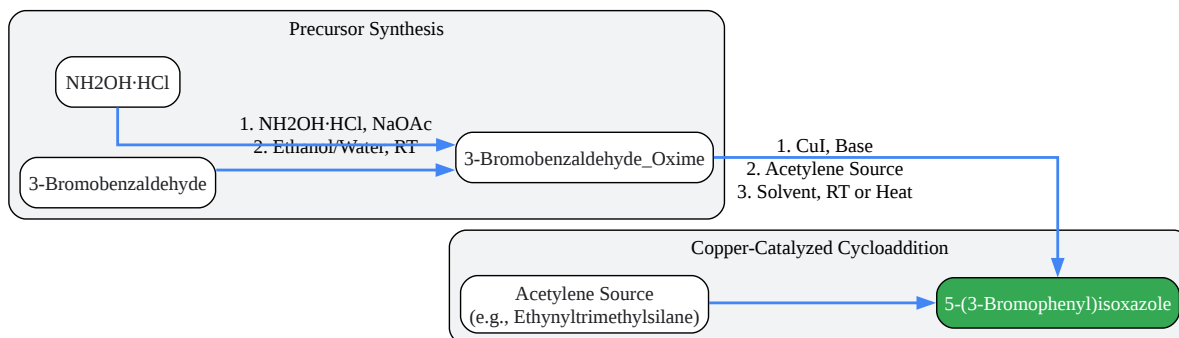 Precursor Synthesis
NH2OH·HCl
1. NH2OH·HCl, NaOAc
2. Ethanol/Water, RT
3-Bromobenzaldehyde
3-Bromobenzaldehyde_Oxime
1. CuI, Base
2. Acetylene Source
3. Solvent, RT or Heat
Copper-Catalyzed Cycloaddition
Acetylene Source
(e.g., Ethynyltrimethylsilane)
5-(3-Bromophenyl)isoxazole